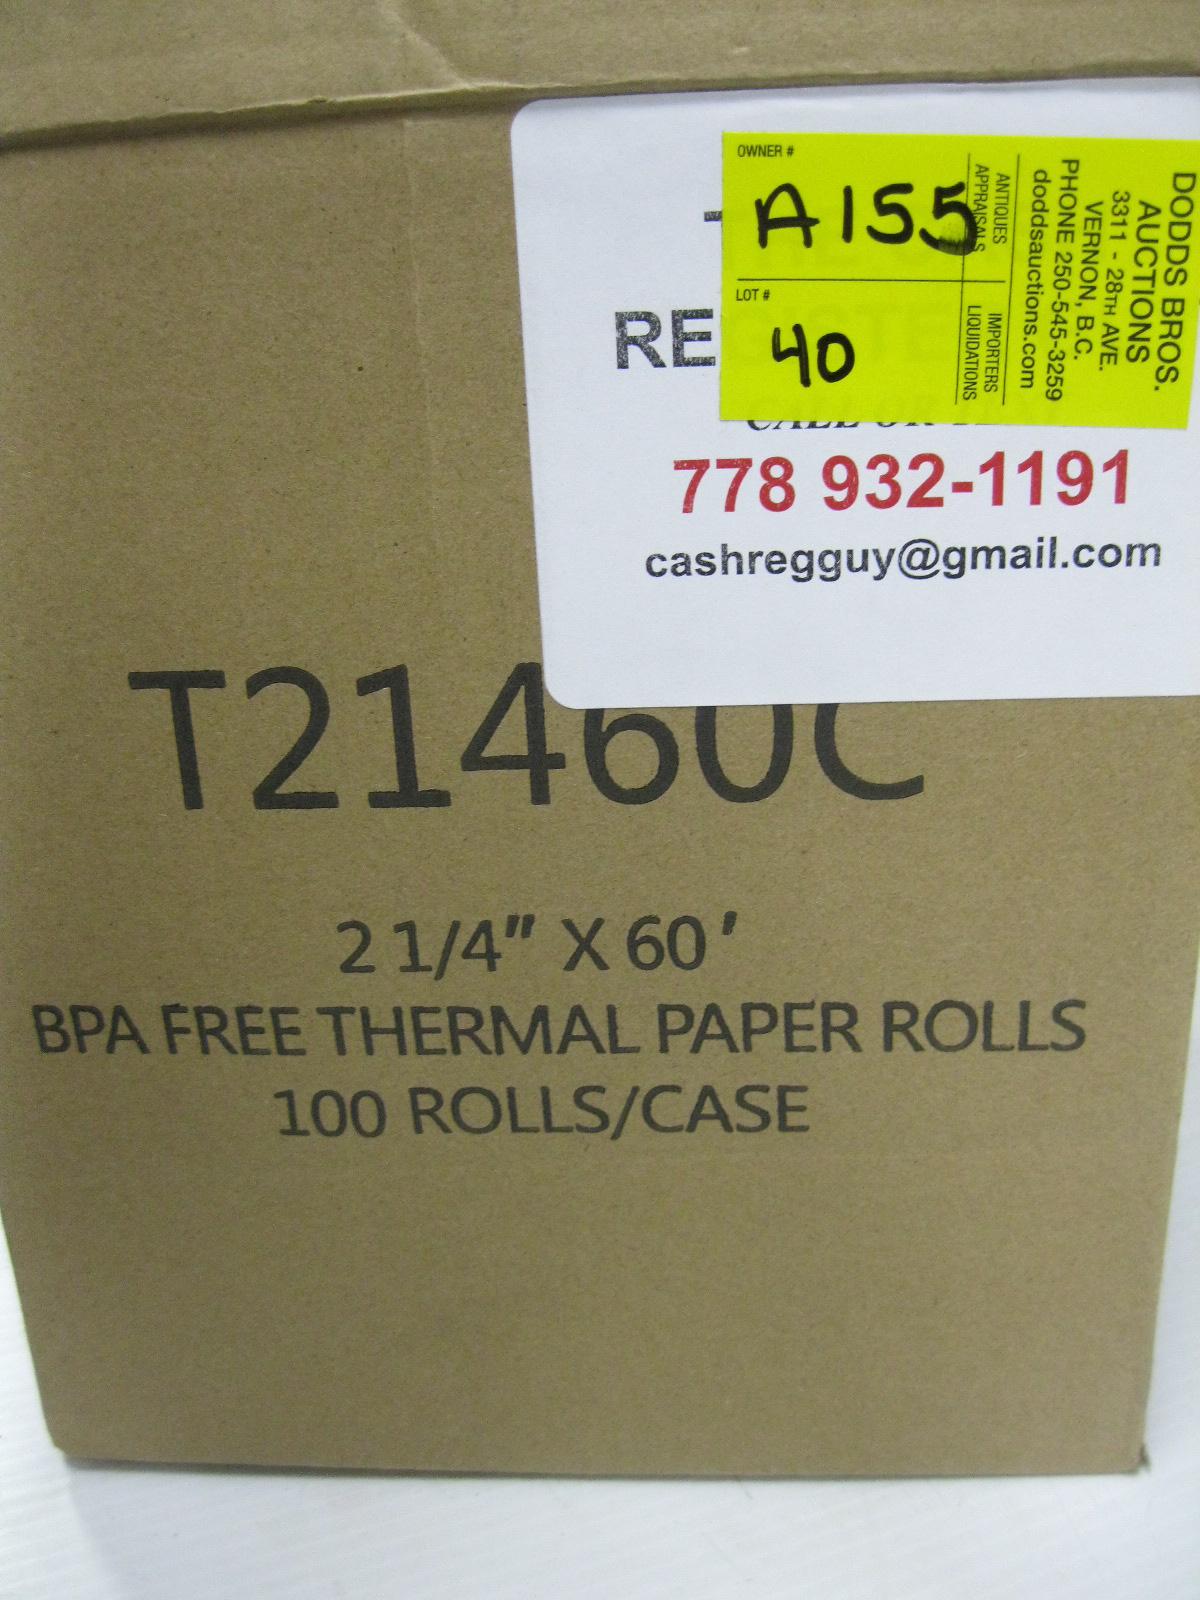 OWNER #
A155
LOT #
40
ANTIQUES
APPRAISALS
IMPORTERS
LIQUIDATIONS
DODDS BROS.
AUCTIONS
3311 - 28TH AVE.
VERNON, B.C.
PHONE 250-545-3259
doddsauctions.com
RE
CALL OR
778 932-1191
cashregguy@gmail.com
T21460C
2 1/4" X 60'
BPA FREE THERMAL PAPER ROLLS
100 ROLLS/CASE